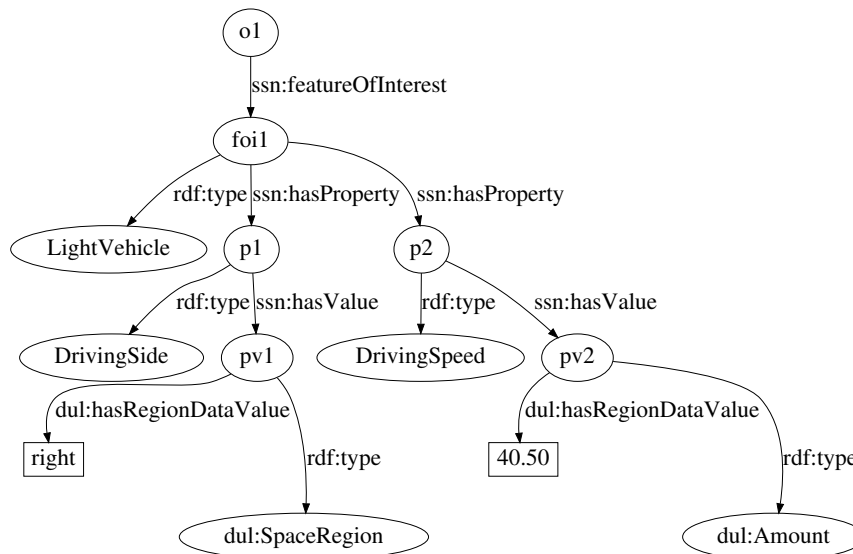 o1
ssn:featureOfInterest
foi1
rdf:type ssn:hasProperty ssn:hasProperty
LightVehicle p1 p2
rdf:type ssn:hasValue rdf:type ssn:hasValue
DrivingSide pv1 DrivingSpeed pv2
dul:hasRegionDataValue dul:hasRegionDataValue
right rdf:type 40.50 rdf:type
dul:SpaceRegion dul:Amount